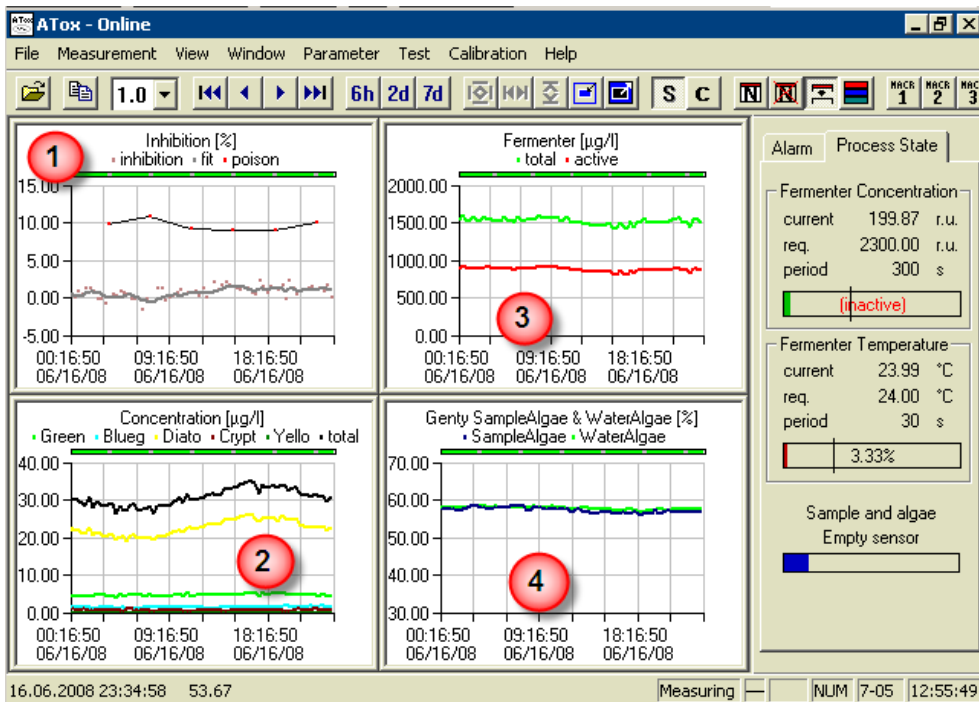 ATox - Online
File Measurement View Window Parameter Test Calibration Help
1.0 6h 2d 7d S C N N MACR 1 MACR 2 MAC 3
1
Inhibition [%]
inhibition fit poison
15.00
10.00
5.00
0.00
-5.00
00:16:50 09:16:50 18:16:50
06/16/08 06/16/08 06/16/08
Fermenter [µg/l]
total active
2000.00
1500.00
1000.00
500.00
0.00
3
00:16:50 09:16:50 18:16:50
06/16/08 06/16/08 06/16/08
Concentration [µg/l]
Green Blueg Diato Crypt Yello total
40.00
30.00
20.00
10.00
0.00
2
00:16:50 09:16:50 18:16:50
06/16/08 06/16/08 06/16/08
Genty SampleAlgae & WaterAlgae [%]
SampleAlgae WaterAlgae
70.00
60.00
50.00
40.00
30.00
4
00:16:50 09:16:50 18:16:50
06/16/08 06/16/08 06/16/08
Alarm Process State
Fermenter Concentration
current 199.87 r.u.
req. 2300.00 r.u.
period 300 s
(inactive)
Fermenter Temperature
current 23.99 °C
req. 24.00 °C
period 30 s
3.33%
Sample and algae
Empty sensor
16.06.2008 23:34:58 53.67 Measuring NUM 7-05 12:55:49